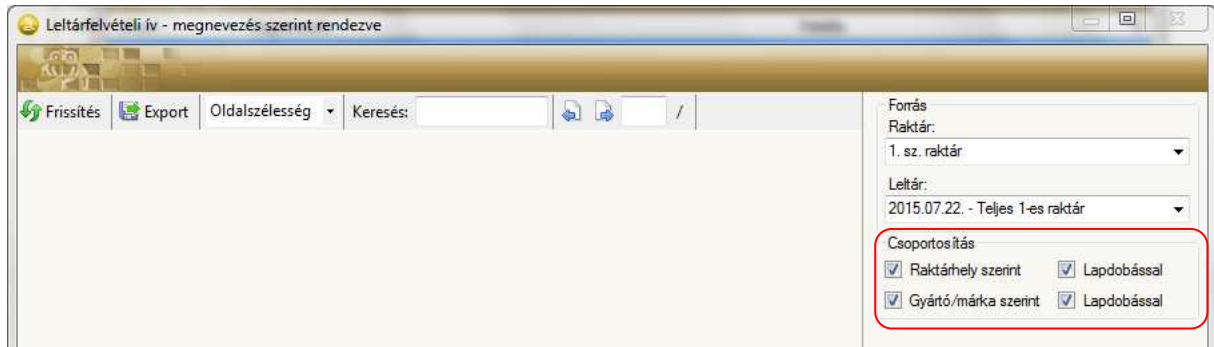 Leltárfelvételi ív - megnevezés szerint rendezve
Frissítés Export Oldalszélesség Keresés: /
Forrás
Raktár:
1. sz. raktár
Leltár:
2015.07.22. - Teljes 1-es raktár
Csoportosítás
Raktárhely szerint Lapdobással
Gyártó/márka szerint Lapdobással